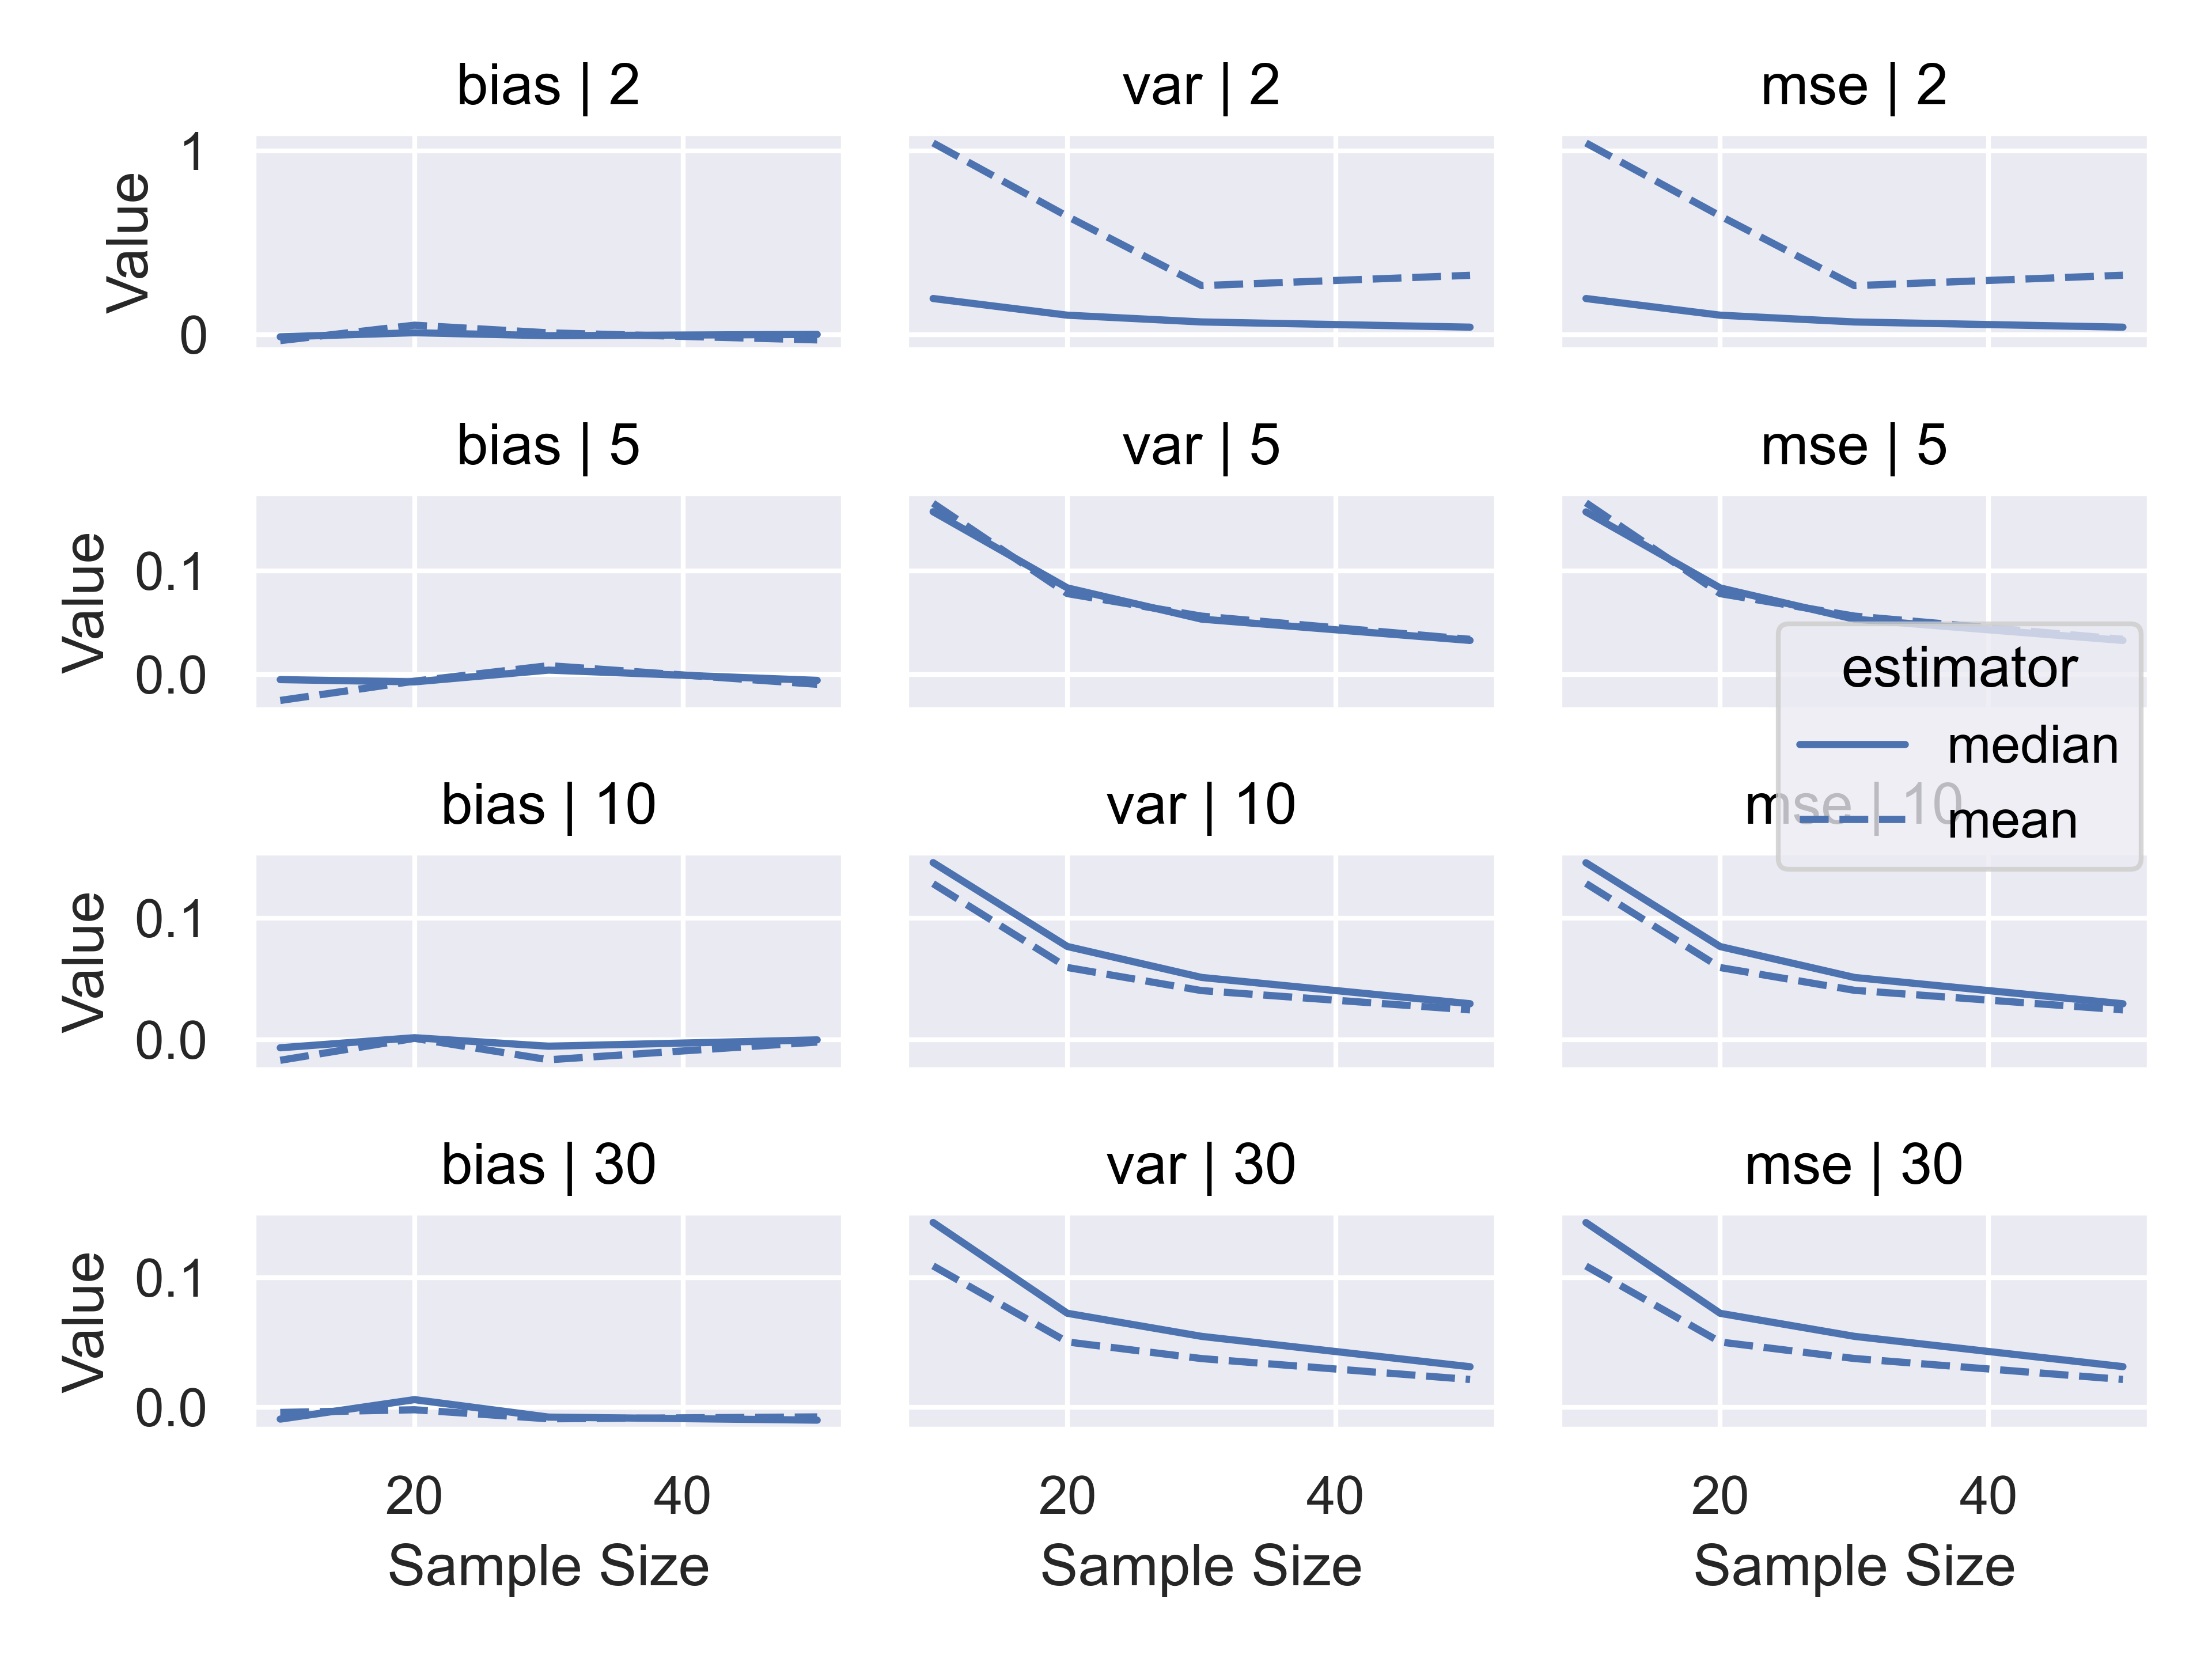 bias | 2
var | 2
mse | 2
Value
1
0
bias | 5
var | 5
mse | 5
Value
0.1
0.0
estimator
median
mean
bias | 10
var | 10
mse | 10
Value
0.1
0.0
bias | 30
var | 30
mse | 30
Value
0.1
0.0
20
40
20
40
20
40
Sample Size
Sample Size
Sample Size